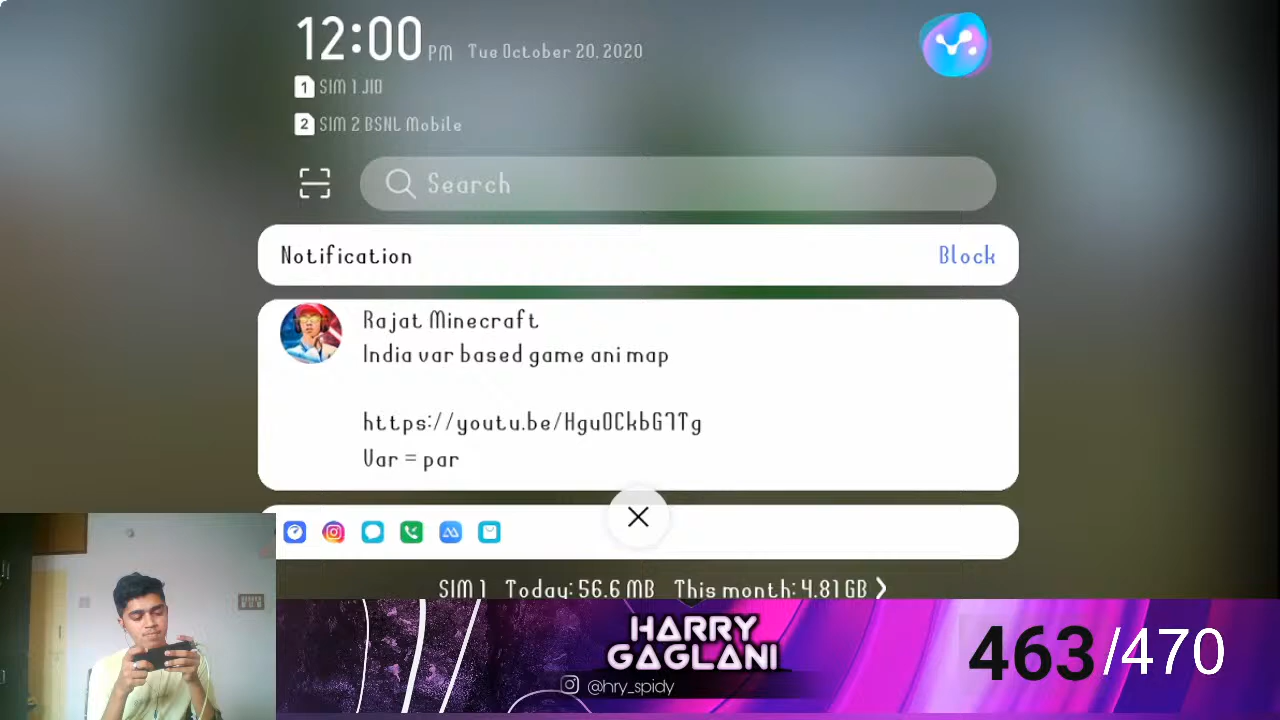 12:00 PM Tue October 20, 2020
1 SIM 1 JIO
2 SIM 2 BSNL Mobile
Search
Notification Block
Rajat Minecraft
India var based game ani map
https://youtu.be/Hgu0CkbG7Tg
Var = par
SIM 1 Today: 56.6 MB This month: 4.81 GB
HARRY
GAGLANI
@hry_spidy
463/470